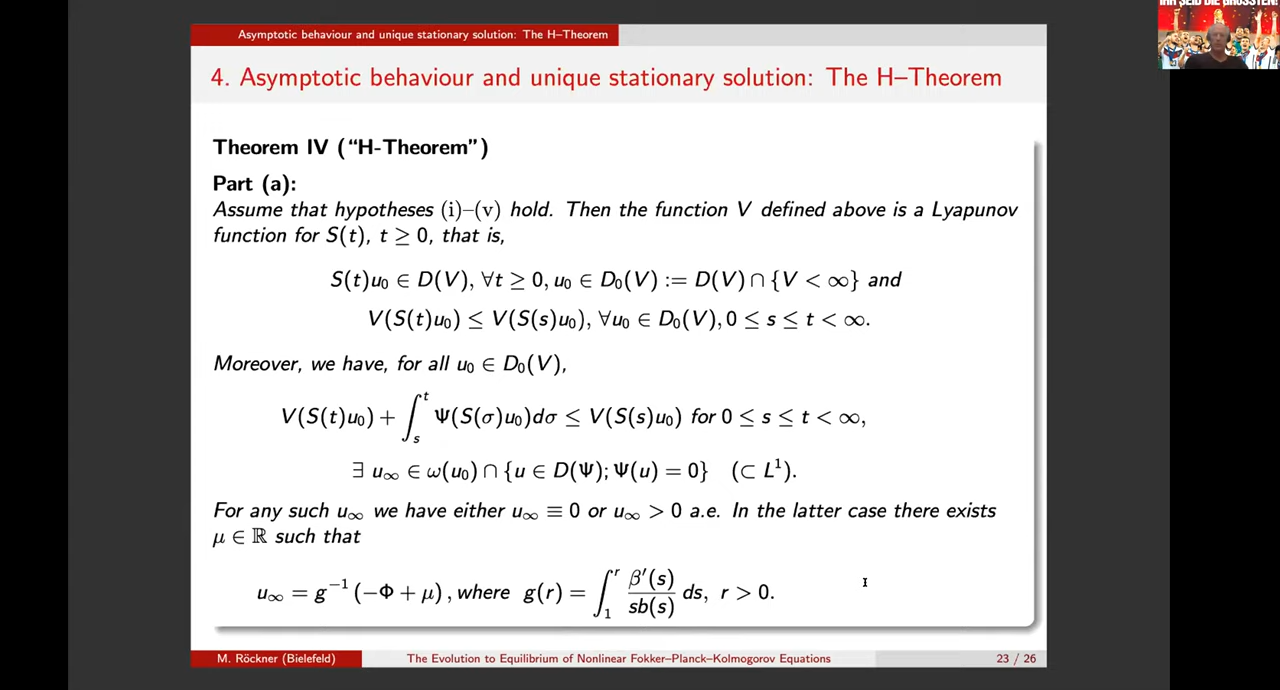 IHR SEID DIE GRÖSSTEN!
Asymptotic behaviour and unique stationary solution: The H–Theorem
4. Asymptotic behaviour and unique stationary solution: The H–Theorem
Theorem IV (“H-Theorem”)
Part (a):
Assume that hypotheses (i)–(v) hold. Then the function V defined above is a Lyapunov
function for S(t), t ≥ 0, that is,
S(t)u₀ ∈ D(V), ∀t ≥ 0, u₀ ∈ D₀(V) := D(V) ∩ {V < ∞} and
V(S(t)u₀) ≤ V(S(s)u₀), ∀u₀ ∈ D₀(V), 0 ≤ s ≤ t < ∞.
Moreover, we have, for all u₀ ∈ D₀(V),
V(S(t)u₀) + ∫ₛᵗ Ψ(S(σ)u₀)dσ ≤ V(S(s)u₀) for 0 ≤ s ≤ t < ∞,
∃ u∞ ∈ ω(u₀) ∩ {u ∈ D(Ψ); Ψ(u) = 0} (⊂ L¹).
For any such u∞ we have either u∞ ≡ 0 or u∞ > 0 a.e. In the latter case there exists
μ ∈ ℝ such that
u∞ = g⁻¹(−Φ + μ), where g(r) = ∫₁ʳ β′(s)/sb(s) ds, r > 0.
M. Röckner (Bielefeld) The Evolution to Equilibrium of Nonlinear Fokker–Planck–Kolmogorov Equations 23 / 26